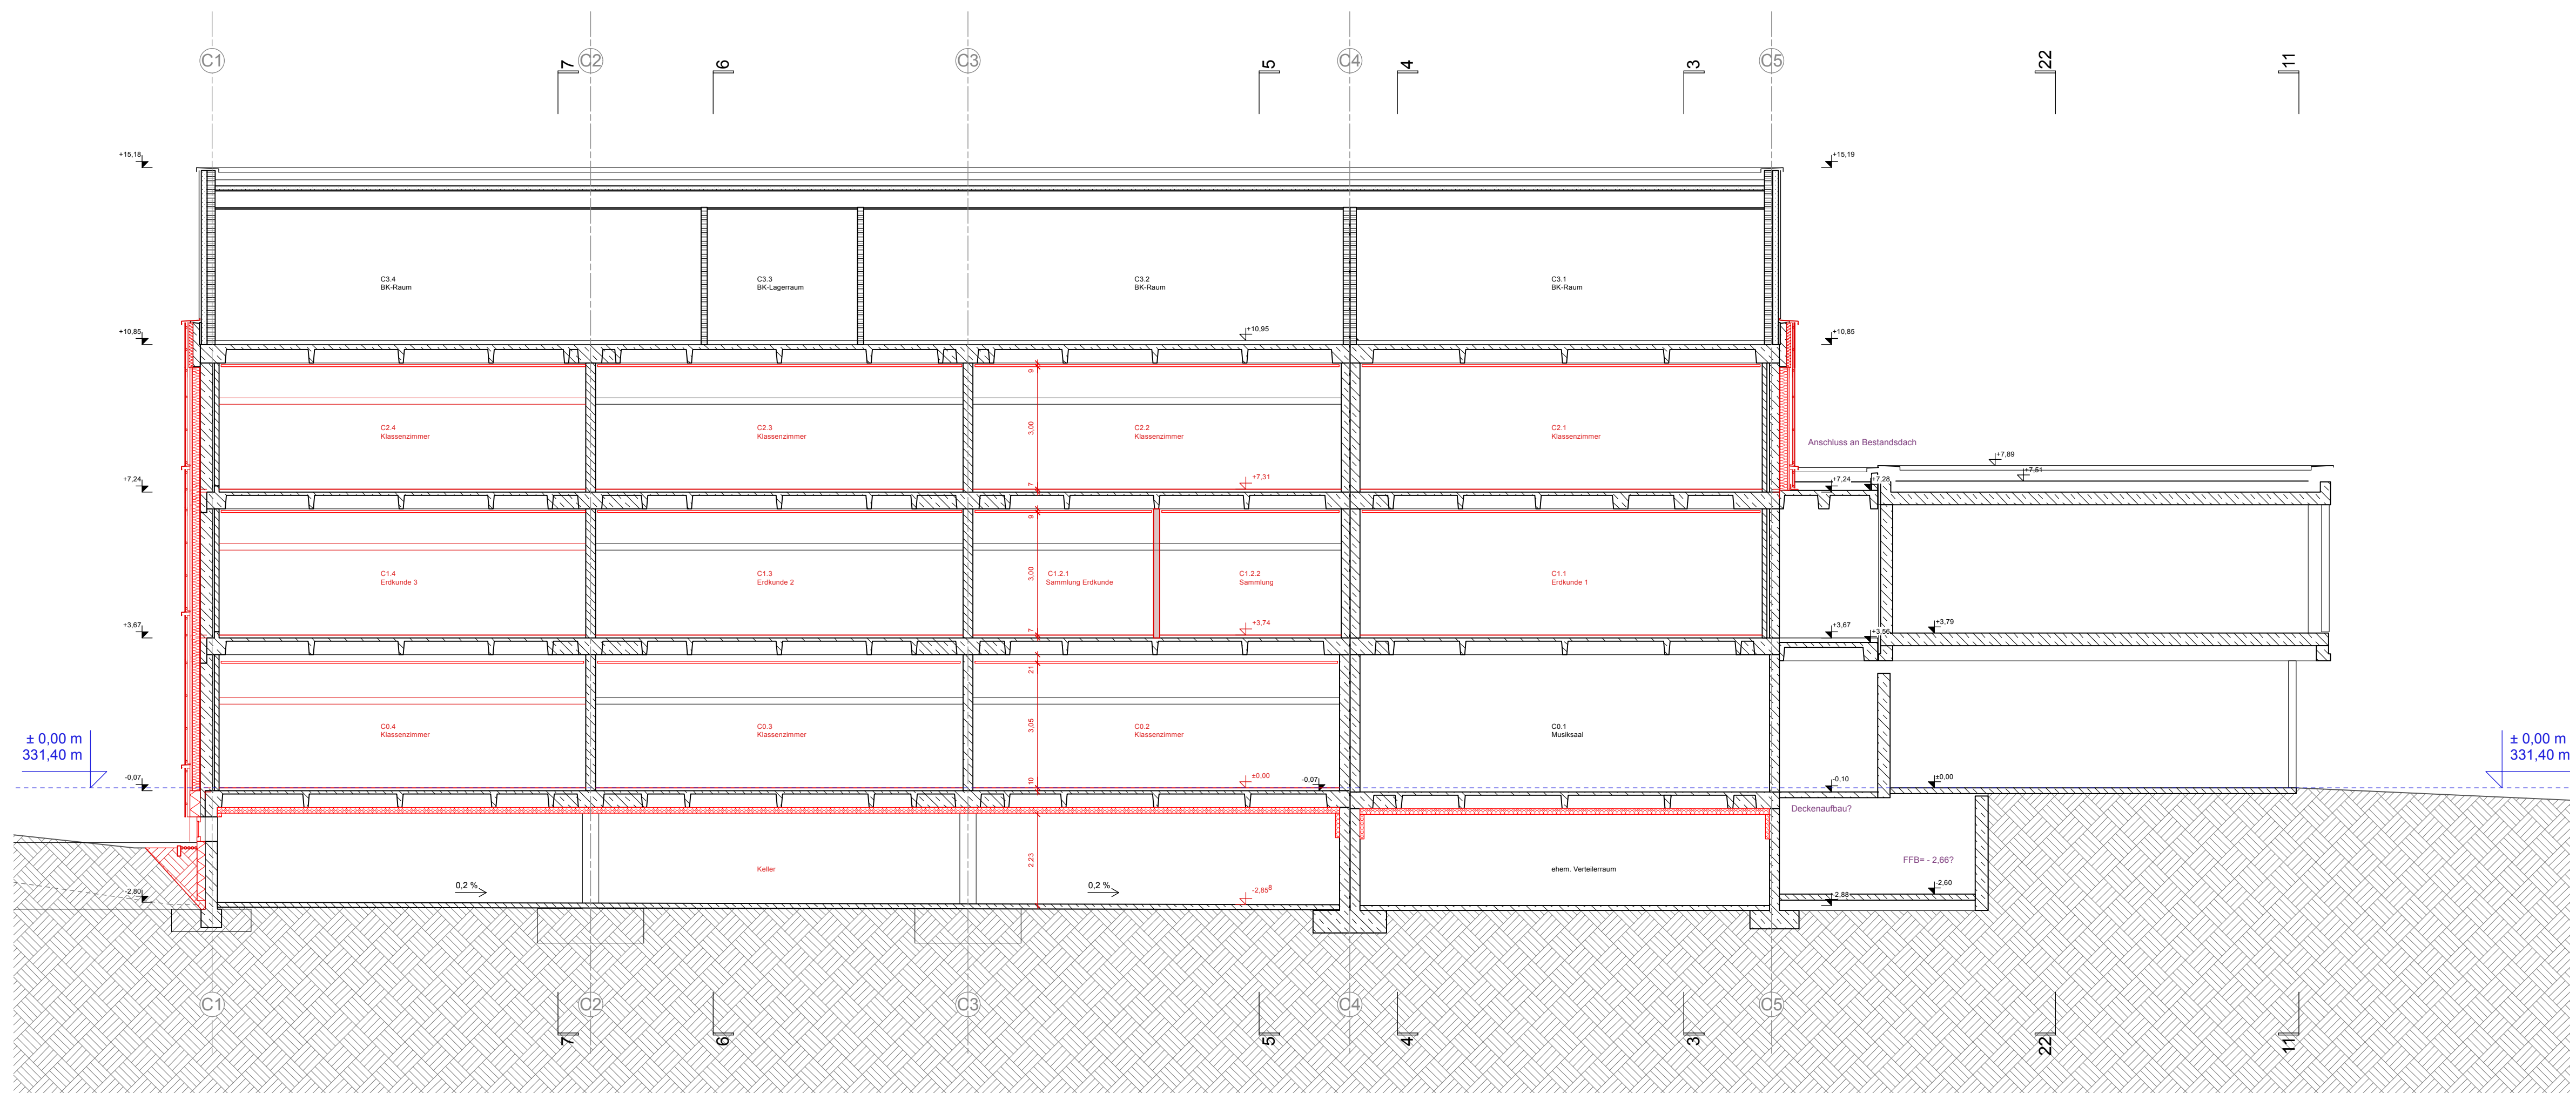 C1
7
C2
6
C3
5
C4
4
3
C5
22
11
+15,18
+15,19
C3.4
BK-Raum
C3.3
BK-Lagerraum
C3.2
BK-Raum
C3.1
BK-Raum
+10,85
+10,95
+10,85
9
C2.4
Klassenzimmer
C2.3
Klassenzimmer
3,00
C2.2
Klassenzimmer
C2.1
Klassenzimmer
Anschluss an Bestandsdach
+7,89
+7,51
+7,24
7
+7,31
+7,24
+7,28
9
C1.4
Erdkunde 3
C1.3
Erdkunde 2
3,00
C1.2.1
Sammlung Erdkunde
C1.2.2
Sammlung
C1.1
Erdkunde 1
+3,67
7
+3,74
+3,67
+3,56
+3,79
21
C0.4
Klassenzimmer
C0.3
Klassenzimmer
3,05
C0.2
Klassenzimmer
C0.1
Musiksaal
± 0,00 m
331,40 m
± 0,00 m
331,40 m
-0,07
10
±0,00
-0,07
-0,10
±0,00
Deckenaufbau?
2,23
Keller
ehem. Verteilerraum
FFB= - 2,66?
0,2 %
0,2 %
-2,80
-2,85⁸
-2,88
-2,60
C1
7
C2
6
C3
5
C4
4
3
C5
22
11